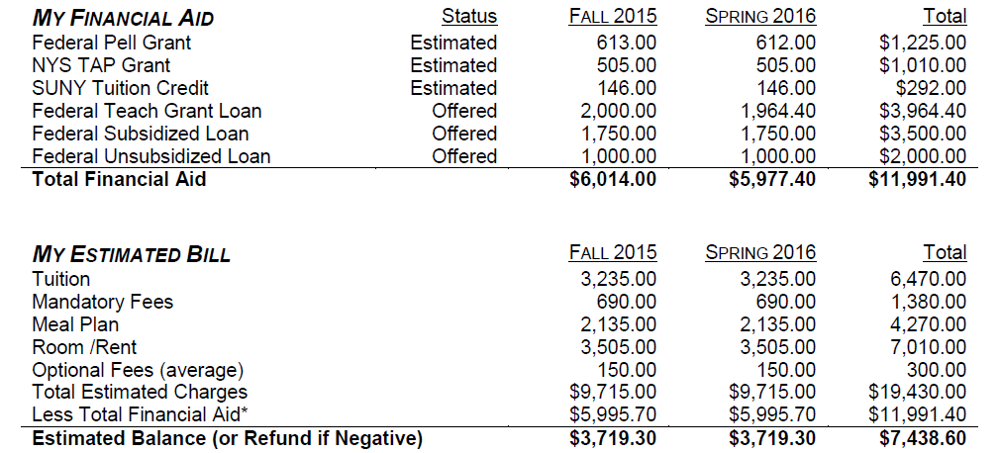 MY FINANCIAL AID Status FALL 2015 SPRING 2016 Total
Federal Pell Grant Estimated 613.00 612.00 $1,225.00
NYS TAP Grant Estimated 505.00 505.00 $1,010.00
SUNY Tuition Credit Estimated 146.00 146.00 $292.00
Federal Teach Grant Loan Offered 2,000.00 1,964.40 $3,964.40
Federal Subsidized Loan Offered 1,750.00 1,750.00 $3,500.00
Federal Unsubsidized Loan Offered 1,000.00 1,000.00 $2,000.00
Total Financial Aid $6,014.00 $5,977.40 $11,991.40
MY ESTIMATED BILL FALL 2015 SPRING 2016 Total
Tuition 3,235.00 3,235.00 6,470.00
Mandatory Fees 690.00 690.00 1,380.00
Meal Plan 2,135.00 2,135.00 4,270.00
Room /Rent 3,505.00 3,505.00 7,010.00
Optional Fees (average) 150.00 150.00 300.00
Total Estimated Charges $9,715.00 $9,715.00 $19,430.00
Less Total Financial Aid* $5,995.70 $5,995.70 $11,991.40
Estimated Balance (or Refund if Negative) $3,719.30 $3,719.30 $7,438.60